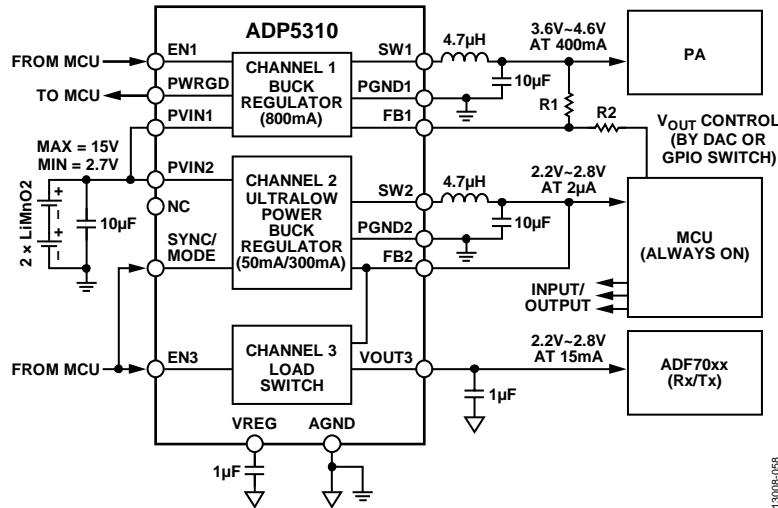 ADP5310
FROM MCU
EN1
TO MCU
PWRGD
PVIN1
MAX = 15V
MIN = 2.7V
PVIN2
NC
10µF
2 × LiMnO2
+
–
+
–
SYNC/
MODE
FROM MCU
EN3
CHANNEL 1
BUCK
REGULATOR
(800mA)
CHANNEL 2
ULTRALOW
POWER
BUCK
REGULATOR
(50mA/300mA)
CHANNEL 3
LOAD
SWITCH
SW1
PGND1
FB1
SW2
PGND2
FB2
VOUT3
VREG
AGND
1µF
4.7µH
10µF
3.6V~4.6V
AT 400mA
R1
R2
PA
VOUT CONTROL
(BY DAC OR
GPIO SWITCH)
4.7µH
10µF
2.2V~2.8V
AT 2µA
MCU
(ALWAYS ON)
INPUT/
OUTPUT
2.2V~2.8V
AT 15mA
1µF
ADF70xx
(Rx/Tx)
13008-058